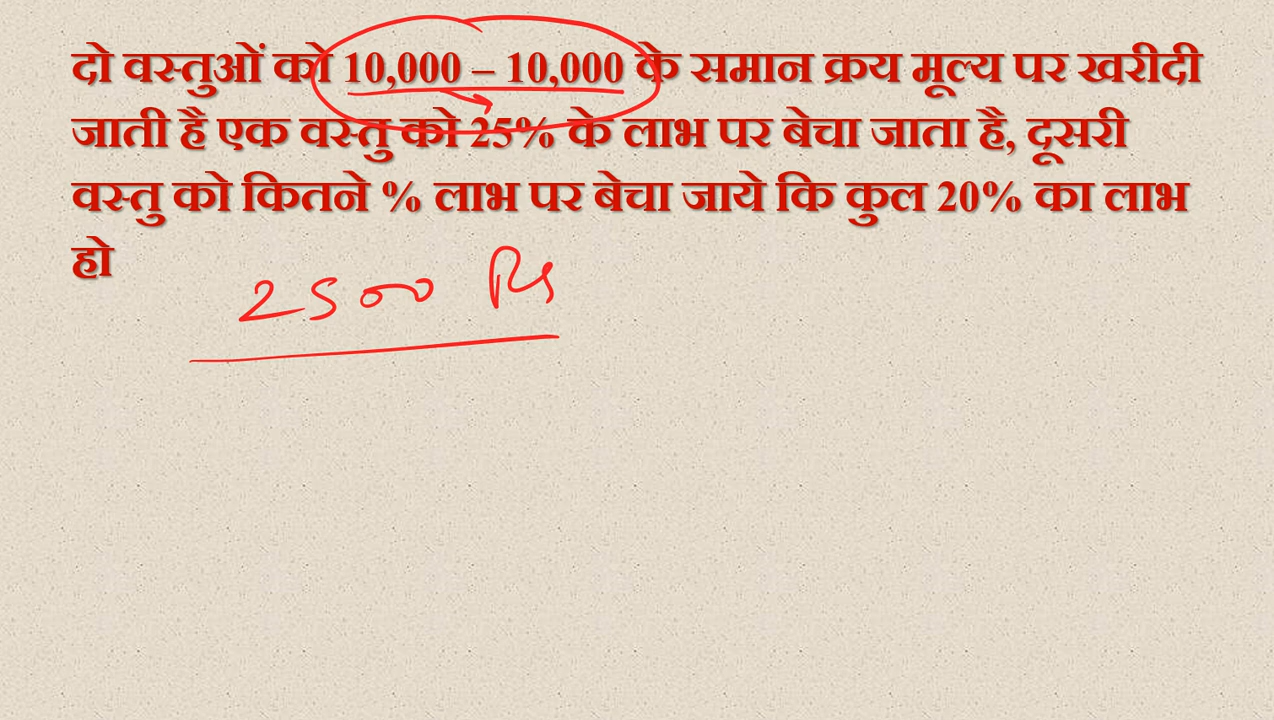 दो वस्तुओं को 10,000 – 10,000 के समान क्रय मूल्य पर खरीदी
जाती है एक वस्तु को 25% के लाभ पर बेचा जाता है, दूसरी
वस्तु को कितने % लाभ पर बेचा जाये कि कुल 20% का लाभ
हो
2500 Rs